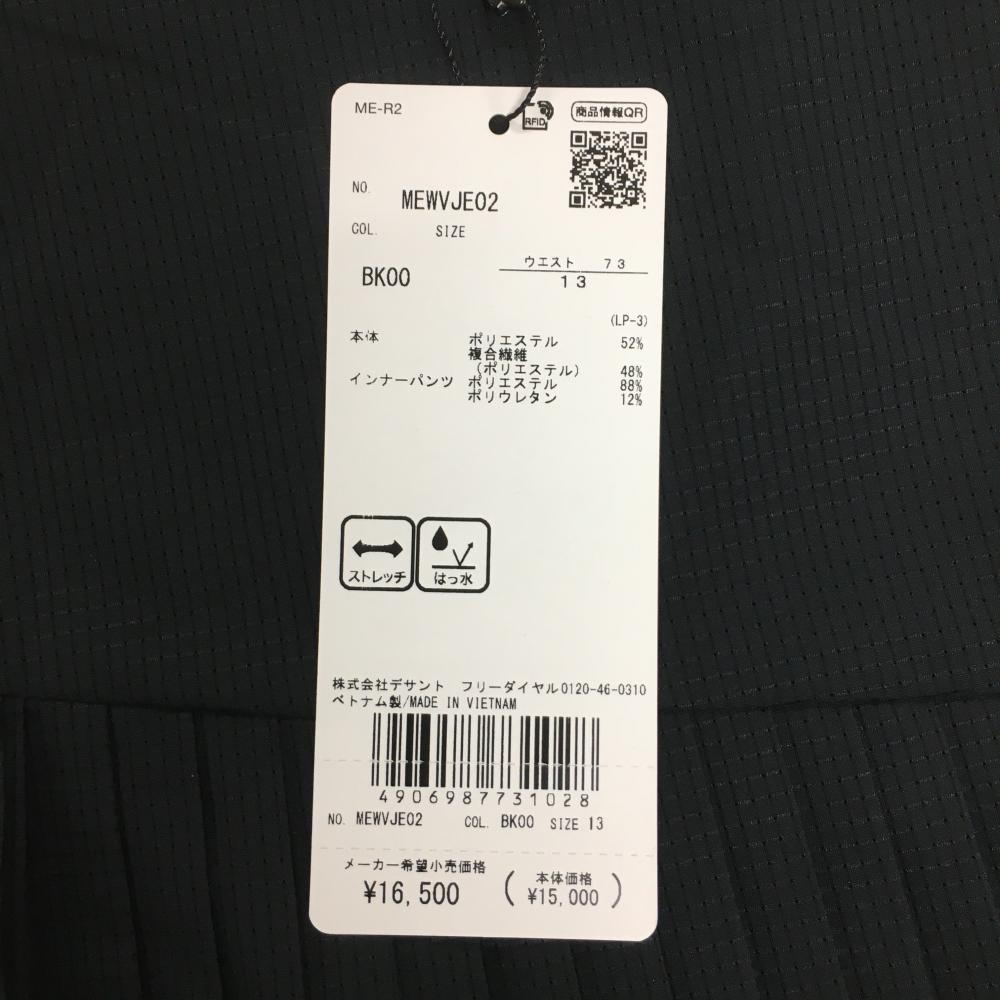 ME-R2
RFID
商品情報QR
NO. MEWVJE02
COL. SIZE
ウエスト 73
BK00 13
(LP-3)
本体 ポリエステル 52%
複合繊維
(ポリエステル) 48%
インナーパンツ ポリエステル 88%
ポリウレタン 12%
ストレッチ はっ水
株式会社デサント フリーダイヤル0120-46-0310
ベトナム製/MADE IN VIETNAM
4906987731028
NO. MEWVJE02 COL. BK00 SIZE 13
メーカー希望小売価格
¥16,500 (本体価格 ¥15,000)